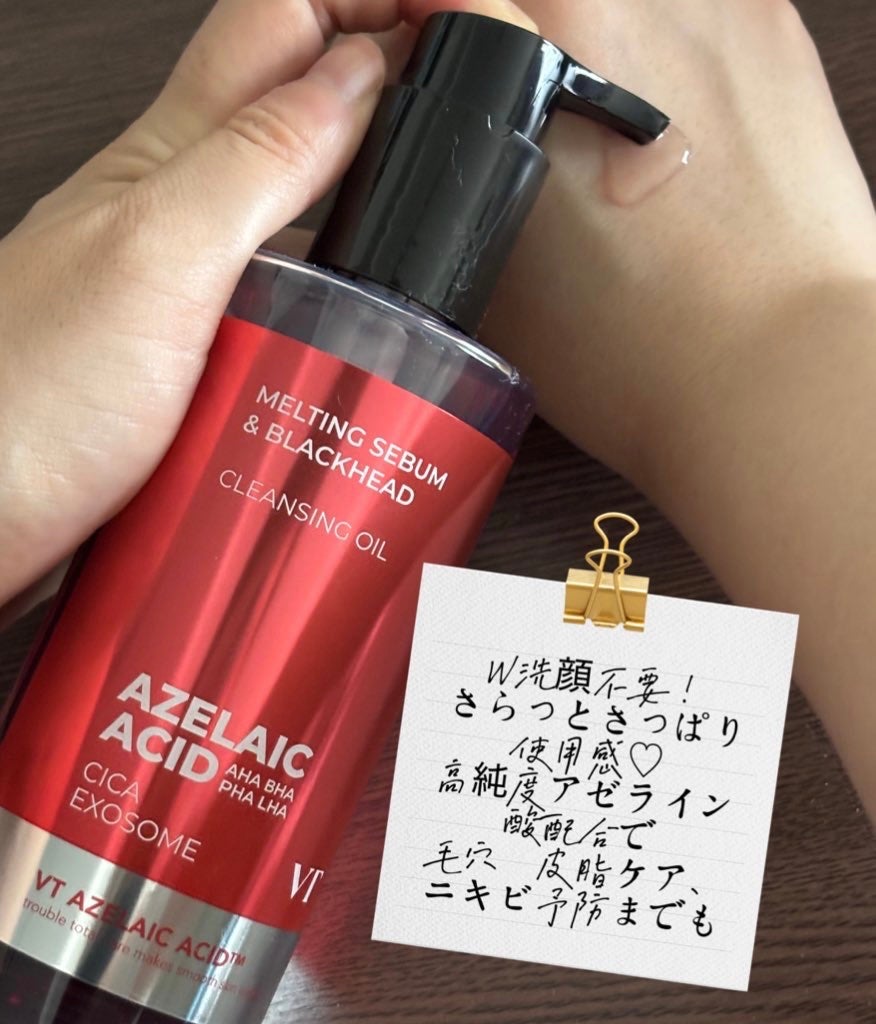 MELTING SEBUM
& BLACKHEAD
CLEANSING OIL
AZELAIC
ACID
AHA BHA
PHA LHA
CICA
EXOSOME
VT
VT AZELAIC ACID™
trouble makes smooth
W洗顔不要！
さらっとさっぱり
使用感♡
高純度アゼライン
酸配合で
毛穴 皮脂ケア、
ニキビ予防までも